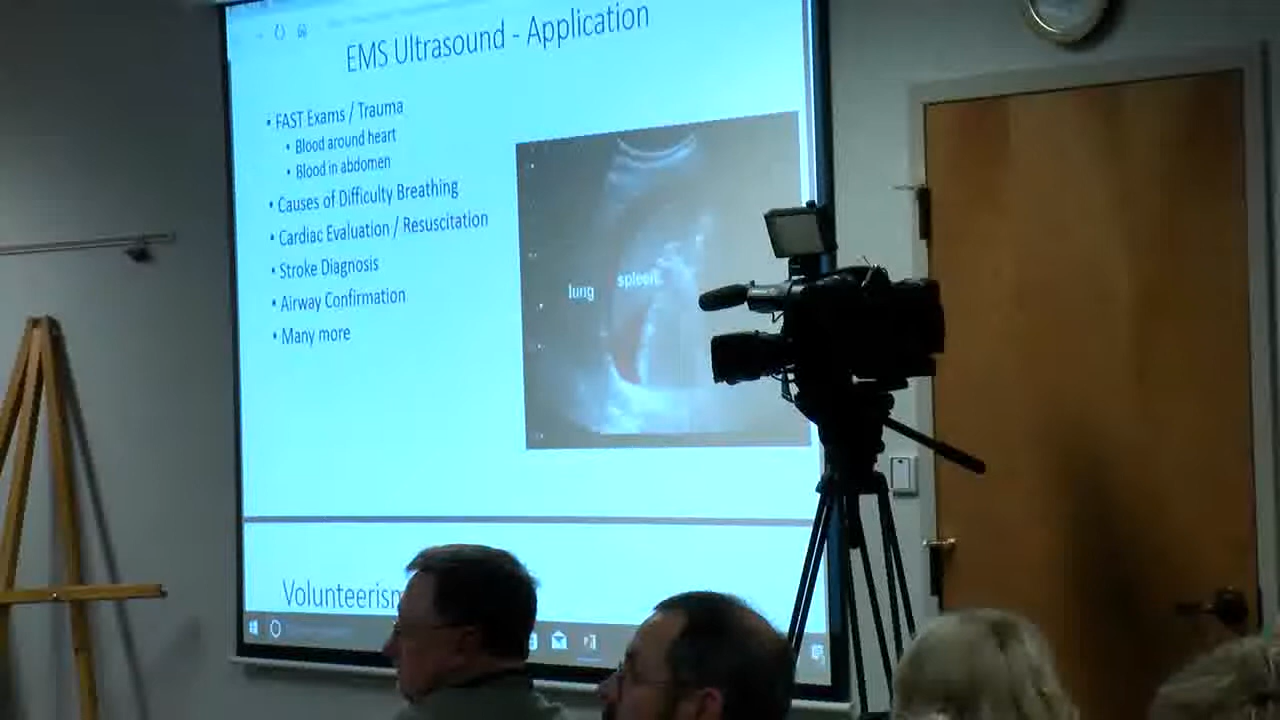 EMS Ultrasound - Application
• FAST Exams / Trauma
• Blood around heart
• Blood in abdomen
• Causes of Difficulty Breathing
• Cardiac Evaluation / Resuscitation
• Stroke Diagnosis
• Airway Confirmation
• Many more
lung
spleen
Volunteerism